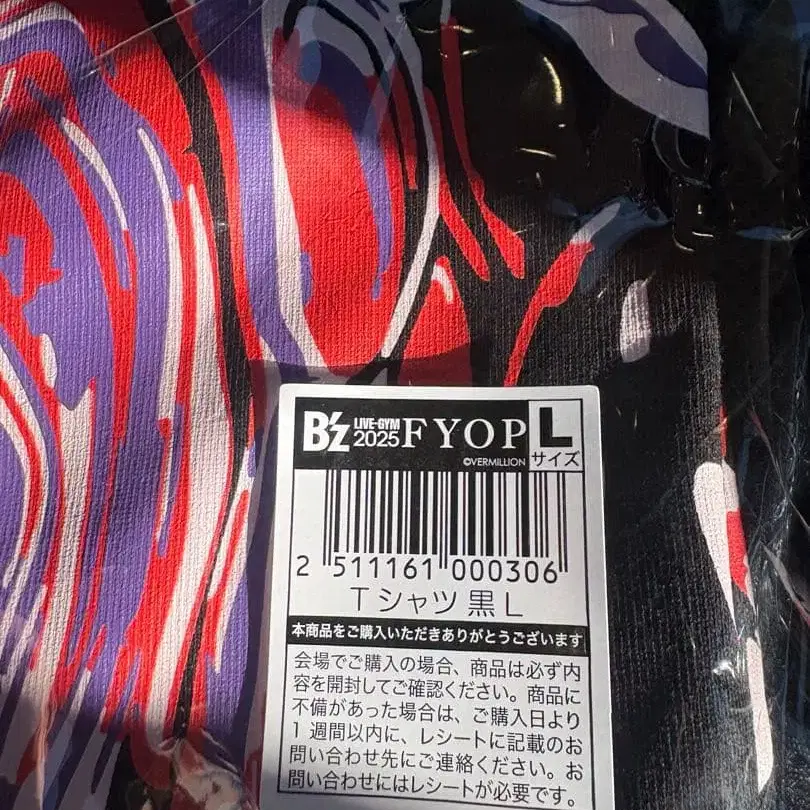 B'z LIVE-GYM 2025 FYOP L
©VERMILLION サイズ
2 511161 000306
Tシャツ 黒 L
本商品をご購入いただきありがとうございます
会場でご購入の場合、商品は必ず内
容を開封してご確認ください。商品に
不備があった場合は、ご購入日より
1週間以内に、レシートに記載のお
問い合わせ先にご連絡ください。お
問い合わせにはレシートが必要です。